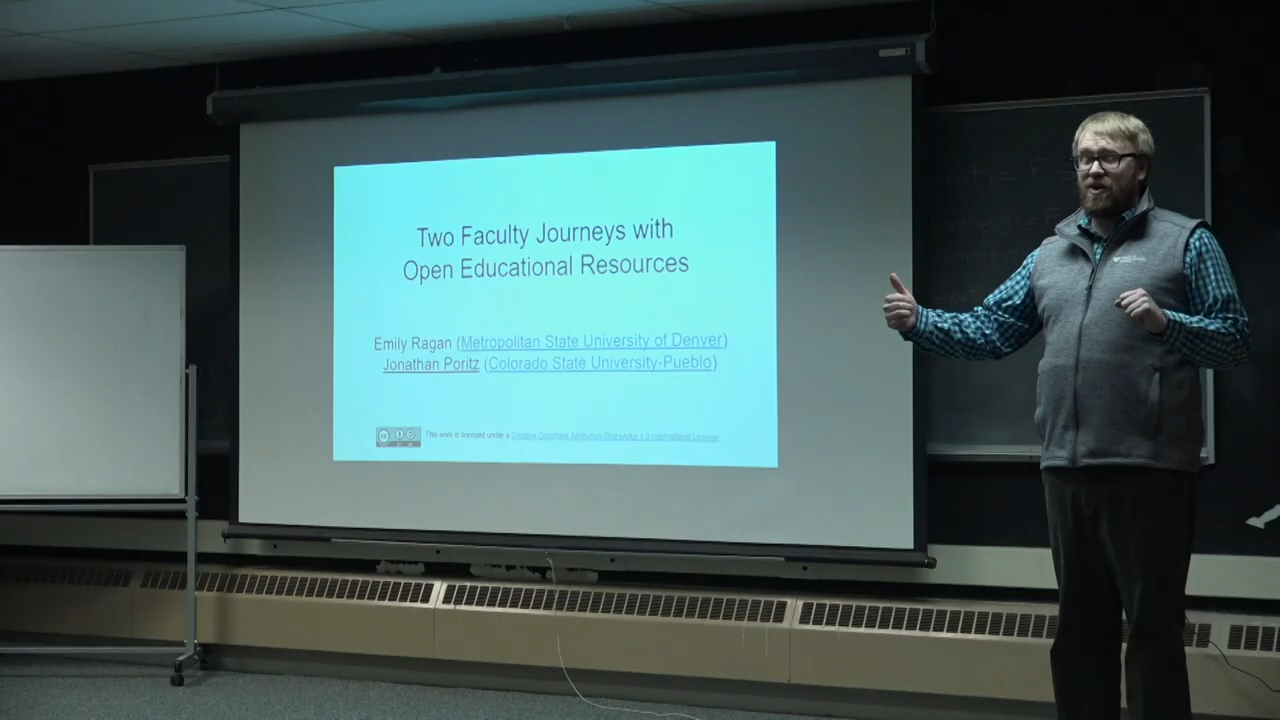 Two Faculty Journeys with
Open Educational Resources
Emily Ragan (Metropolitan State University of Denver)
Jonathan Poritz (Colorado State University-Pueblo)
This work is licensed under a Creative Commons Attribution-ShareAlike 4.0 International License.